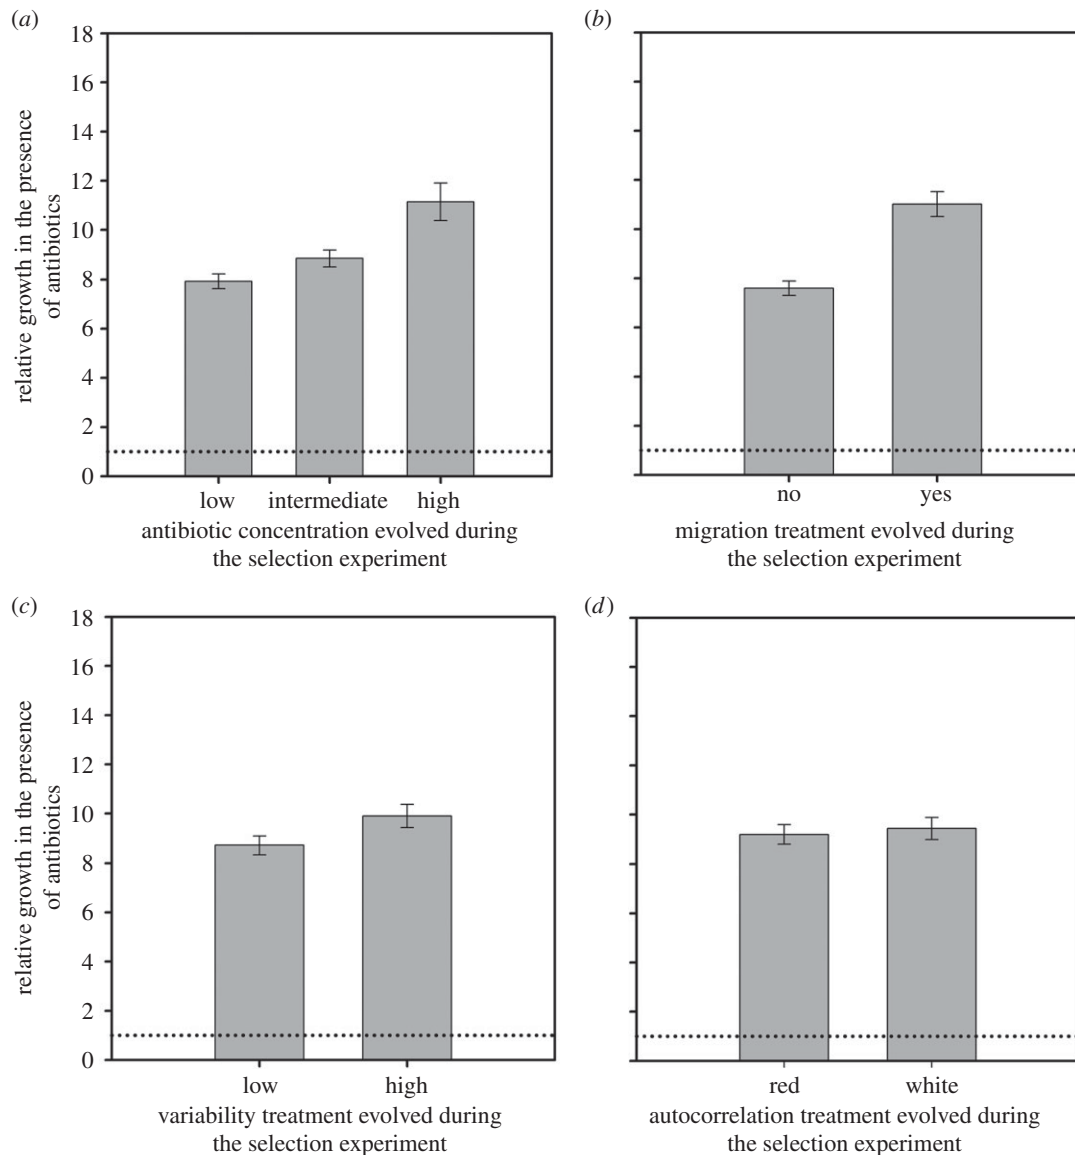 (a)
18
16
14
12
10
8
6
4
2
0
relative growth in the presence
of antibiotics
low intermediate high
antibiotic concentration evolved during
the selection experiment
(b)
no yes
migration treatment evolved during
the selection experiment
(c)
18
16
14
12
10
8
6
4
2
0
relative growth in the presence
of antibiotics
low high
variability treatment evolved during
the selection experiment
(d)
red white
autocorrelation treatment evolved during
the selection experiment